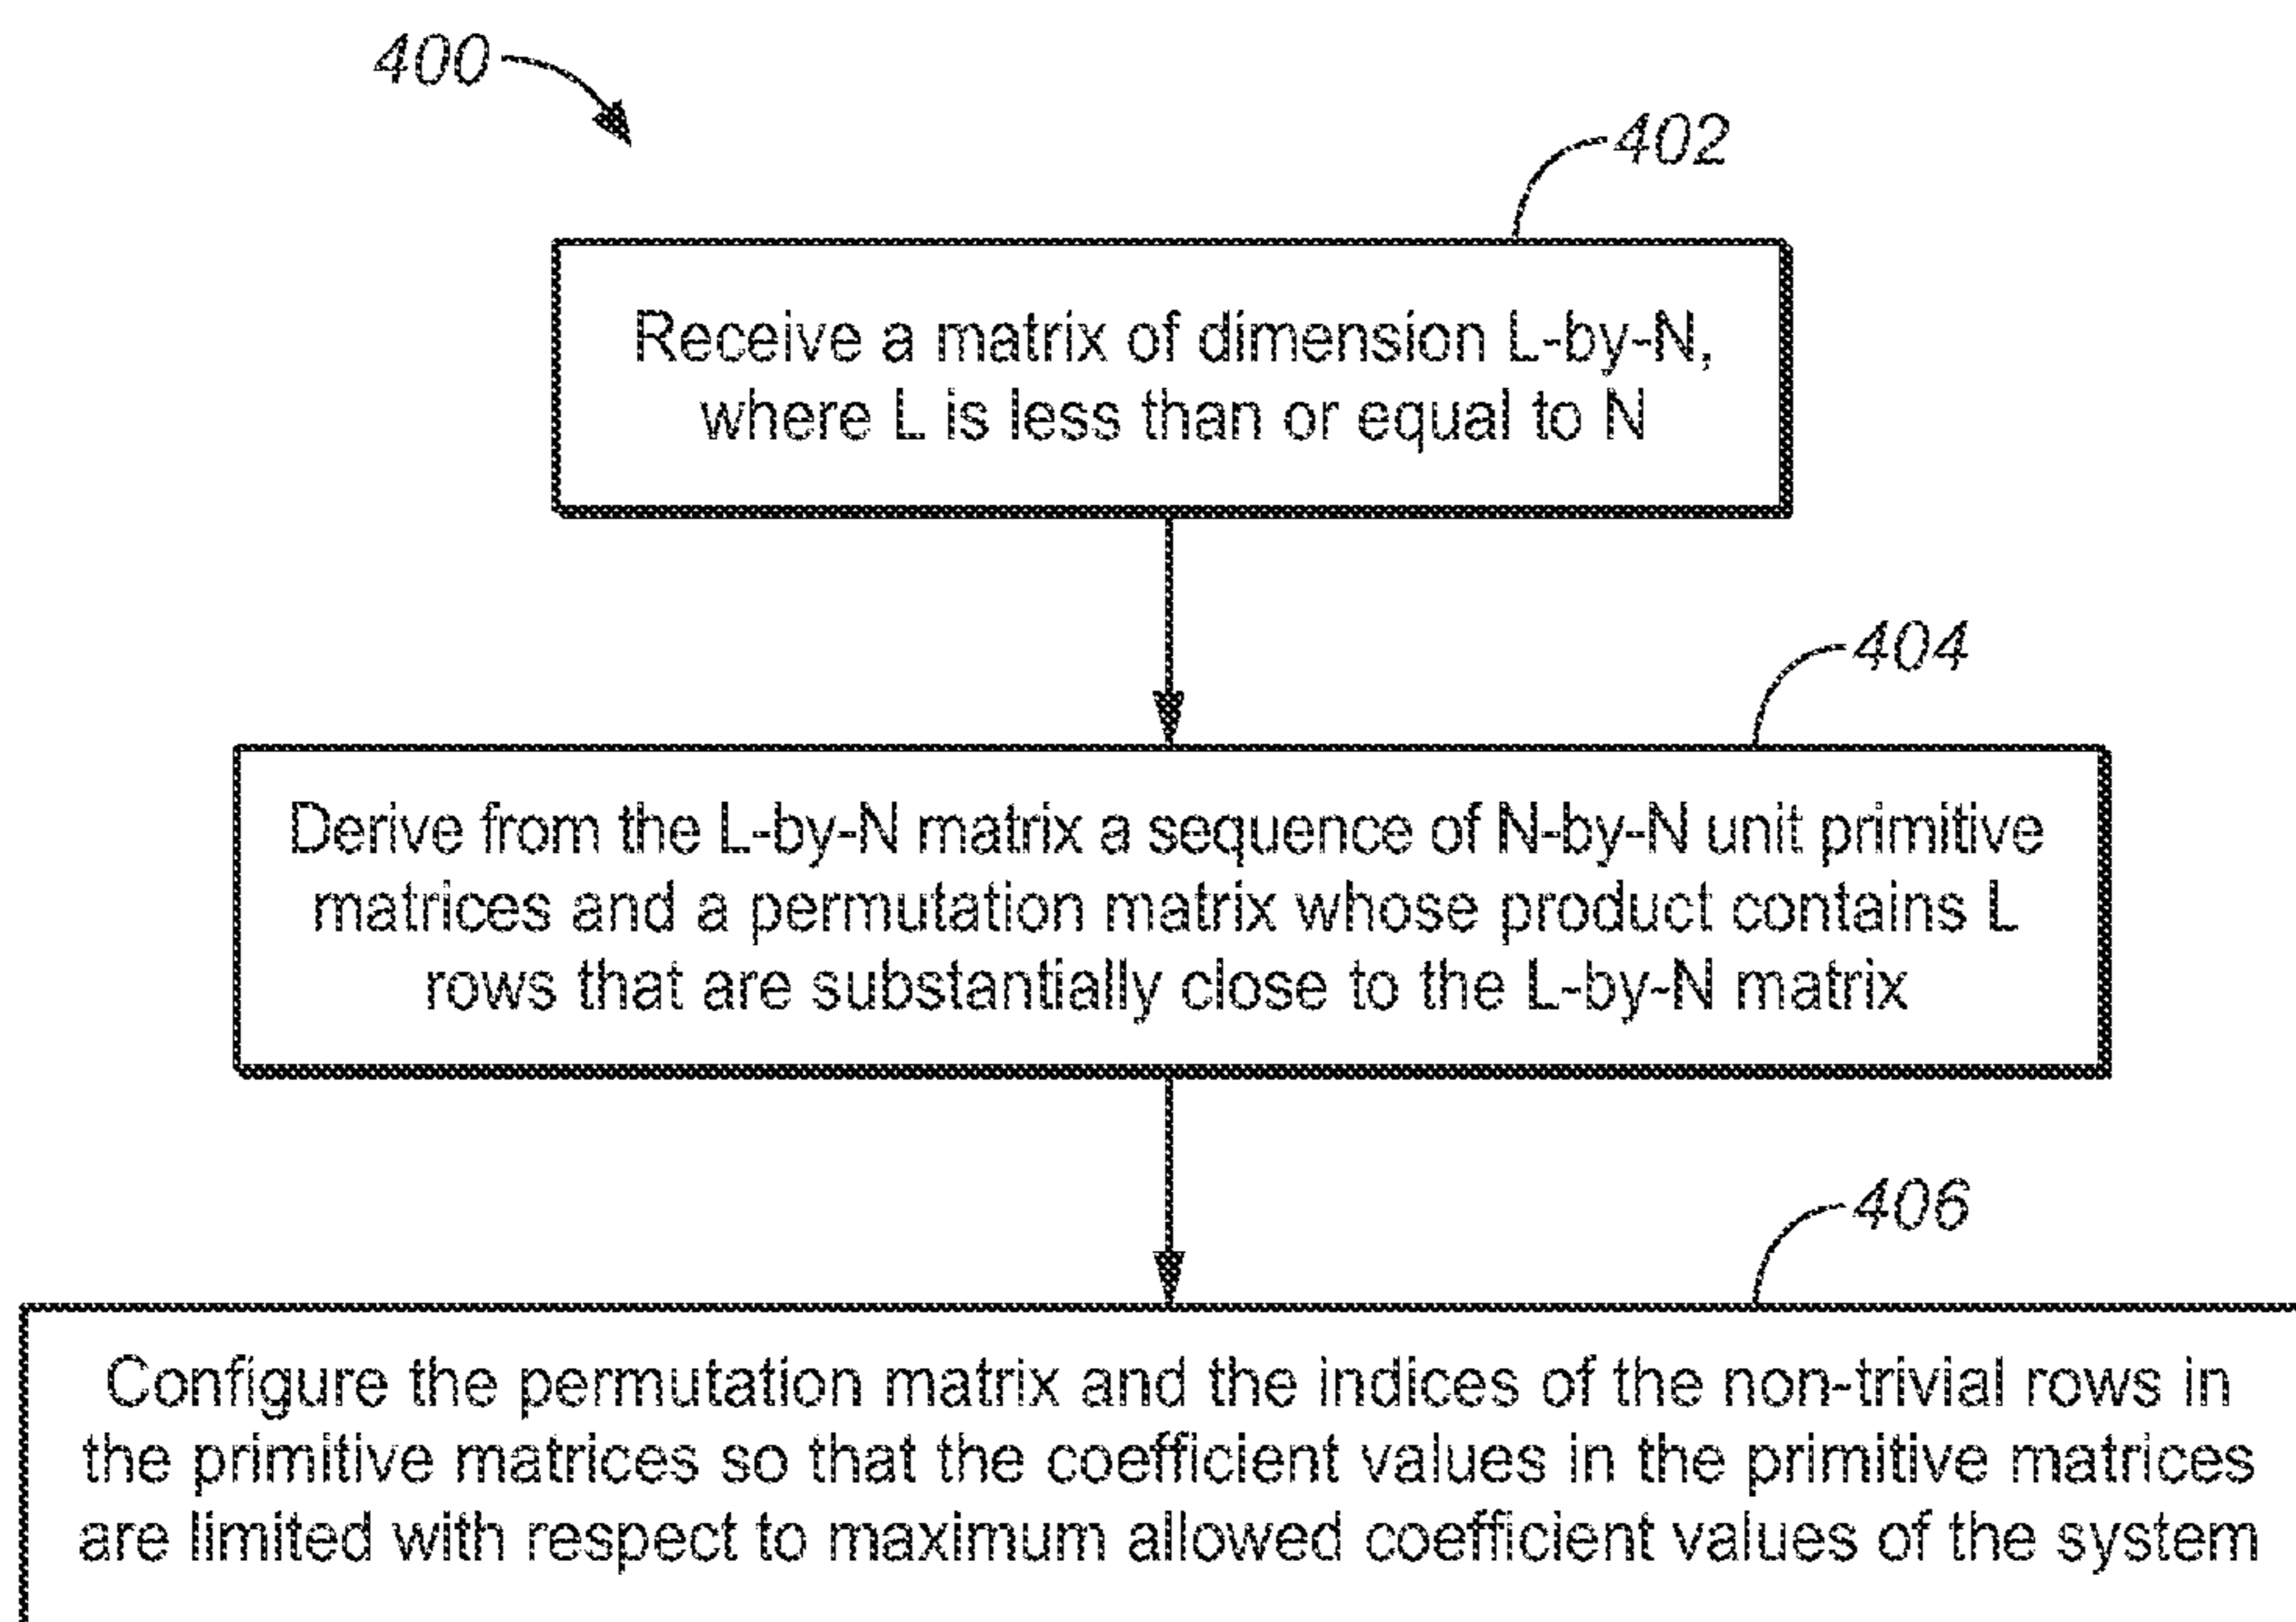 400
402
Receive a matrix of dimension L-by-N,
where L is less than or equal to N
404
Derive from the L-by-N matrix a sequence of N-by-N unit primitive
matrices and a permutation matrix whose product contains L
rows that are substantially close to the L-by-N matrix
406
Configure the permutation matrix and the indices of the non-trivial rows in
the primitive matrices so that the coefficient values in the primitive matrices
are limited with respect to maximum allowed coefficient values of the system